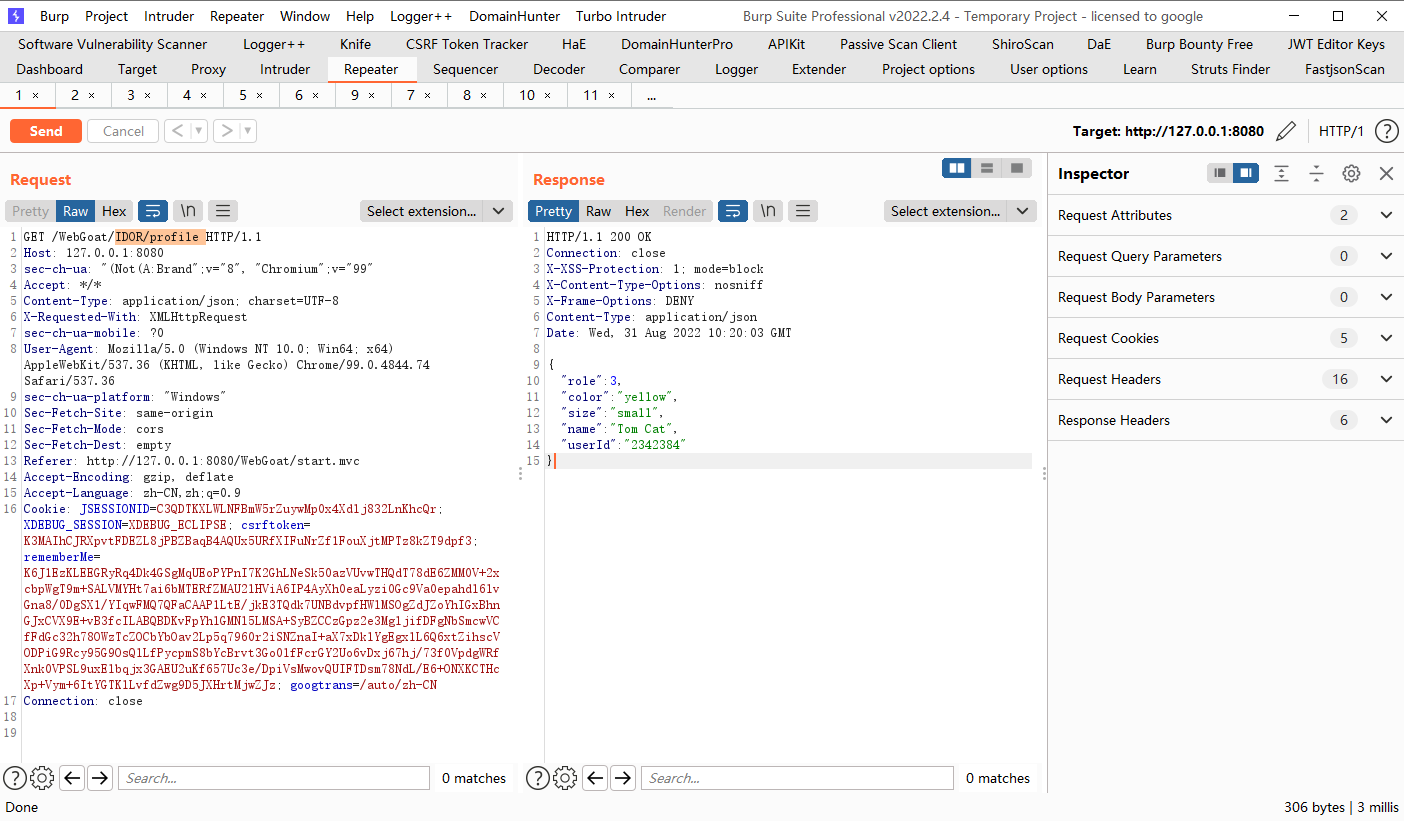 Burp Project Intruder Repeater Window Help Logger++ DomainHunter Turbo Intruder Burp Suite Professional v2022.2.4 - Temporary Project - licensed to google
Software Vulnerability Scanner Logger++ Knife CSRF Token Tracker HaE DomainHunterPro APIKit Passive Scan Client ShiroScan DaE Burp Bounty Free JWT Editor Keys
Dashboard Target Proxy Intruder Repeater Sequencer Decoder Comparer Logger Extender Project options User options Learn Struts Finder FastjsonScan
1 × 2 × 3 × 4 × 5 × 6 × 9 × 7 × 8 × 10 × 11 × ...
Send Cancel < > Target: http://127.0.0.1:8080 HTTP/1 ?
Request
Pretty Raw Hex \n Select extension...
1 GET /WebGoat/IDOR/profile HTTP/1.1
2 Host: 127.0.0.1:8080
3 sec-ch-ua: "(Not(A:Brand";v="8", "Chromium";v="99"
4 Accept: */*
5 Content-Type: application/json; charset=UTF-8
6 X-Requested-With: XMLHttpRequest
7 sec-ch-ua-mobile: ?0
8 User-Agent: Mozilla/5.0 (Windows NT 10.0; Win64; x64)
AppleWebKit/537.36 (KHTML, like Gecko) Chrome/99.0.4844.74
Safari/537.36
9 sec-ch-ua-platform: "Windows"
10 Sec-Fetch-Site: same-origin
11 Sec-Fetch-Mode: cors
12 Sec-Fetch-Dest: empty
13 Referer: http://127.0.0.1:8080/WebGoat/start.mvc
14 Accept-Encoding: gzip, deflate
15 Accept-Language: zh-CN,zh;q=0.9
16 Cookie: JSESSIONID=C3QDTKXLWLNFBmW5rZuywMp0x4Xd1j832LnKhcQr;
XDEBUG_SESSION=XDEBUG_ECLIPSE; csrftoken=
K3MAIhCJRXpvtFDEZL8jPBZBaqB4AQUx5URfXIFuNrZf1FouXjtMPTz8kZT9dpf3;
rememberMe=
K6J1EzKLEEGRyRq4Dk4GSgMqUEoPYPnI7K2GhLNeSk50azVUvwTHQdT78dE6ZMM0V+2x
cbpWgT9m+SALVMYHt7ai6bMTERfZMAU21HViA6IP4AyXh0eaLyzi0Gc9Va0epahd161v
Gna8/0DgSX1/YIqwFMQ7QFaCAAP1LtE/jkE3TQdk7UNBdvpfHW1MSOgZdJZoYhIGxBhn
GJxCVX9E+vB3fcILABQBDKvFpYh1GMN15LMSA+SyBZCCzGpz2e3Mg1jifDFgNbSmcwVC
fFdGc32h780WzTcZOCbYbOav2Lp5q796Or2iSNZnaI+aX7xDk1YgEgx1L6Q6xtZihscV
ODPiG9Rcy95G9OsQ1LfPycpmS8bYcBrvt3Go01fFcrGY2Uo6vDxj67hj/73f0VpdgWRf
Xnk0VPSL9uxE1bqjx3GAEU2uKf657Uc3e/DpiVsMwovQUIFTDsm78NdL/E6+ONXKCTHc
Xp+Vym+6ItYGTK1LvfdZwg9D5JXHrtMjwZJz; googtrans=/auto/zh-CN
17 Connection: close
18
19
Search... 0 matches
Response
Pretty Raw Hex Render \n Select extension...
1 HTTP/1.1 200 OK
2 Connection: close
3 X-XSS-Protection: 1; mode=block
4 X-Content-Type-Options: nosniff
5 X-Frame-Options: DENY
6 Content-Type: application/json
7 Date: Wed, 31 Aug 2022 10:20:03 GMT
8
9 {
10 "role":3,
11 "color":"yellow",
12 "size":"small",
13 "name":"Tom Cat",
14 "userId":"2342384"
15 }
Search... 0 matches
Inspector
Request Attributes 2
Request Query Parameters 0
Request Body Parameters 0
Request Cookies 5
Request Headers 16
Response Headers 6
Done 306 bytes | 3 millis